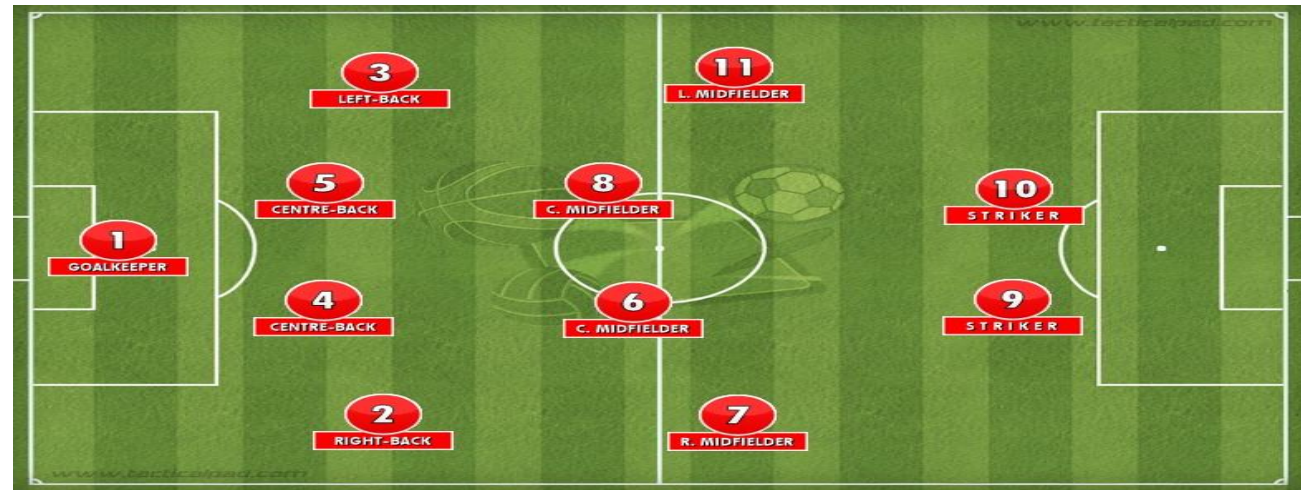 www.tacticalpad.com
3
LEFT-BACK
11
L. MIDFIELDER
5
CENTRE-BACK
8
C. MIDFIELDER
10
STRIKER
1
GOALKEEPER
4
CENTRE-BACK
6
C. MIDFIELDER
9
STRIKER
2
RIGHT-BACK
7
R. MIDFIELDER
www.tacticalpad.com